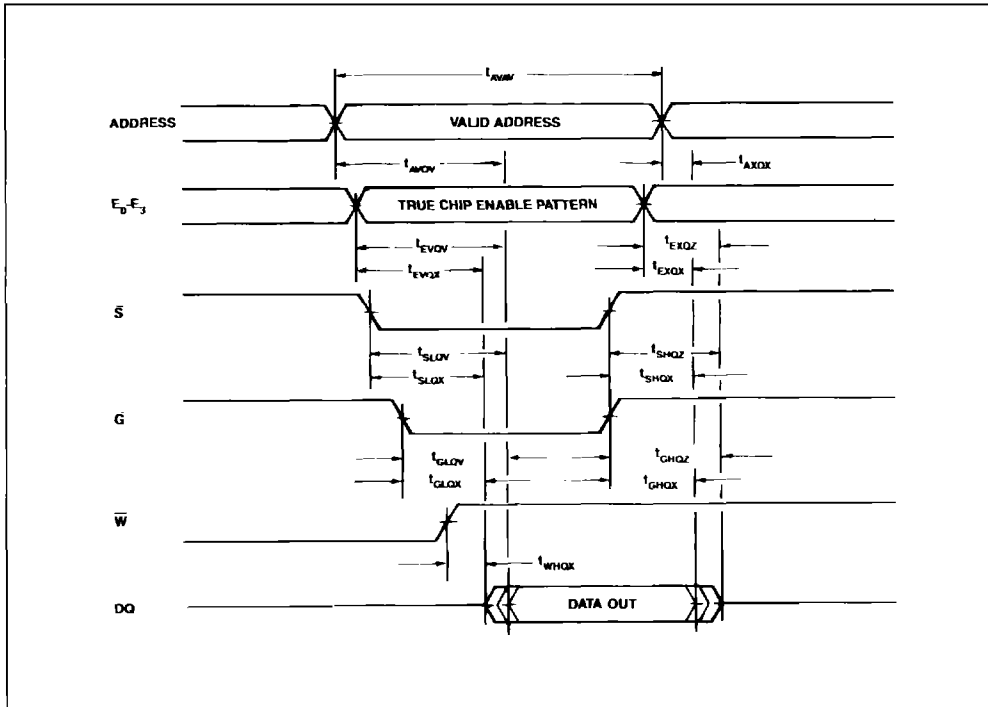 tAVAV
ADDRESS
VALID ADDRESS
tAVQV
tAXQX
E0-E3
TRUE CHIP ENABLE PATTERN
tEVQV
tEXQZ
tEVQX
tEXQX
S̄
tSLQV
tSHQZ
tSLQX
tSHQX
G
tGLQV
tGHQZ
tGLQX
tGHQX
W̄
tWHQX
DQ
DATA OUT